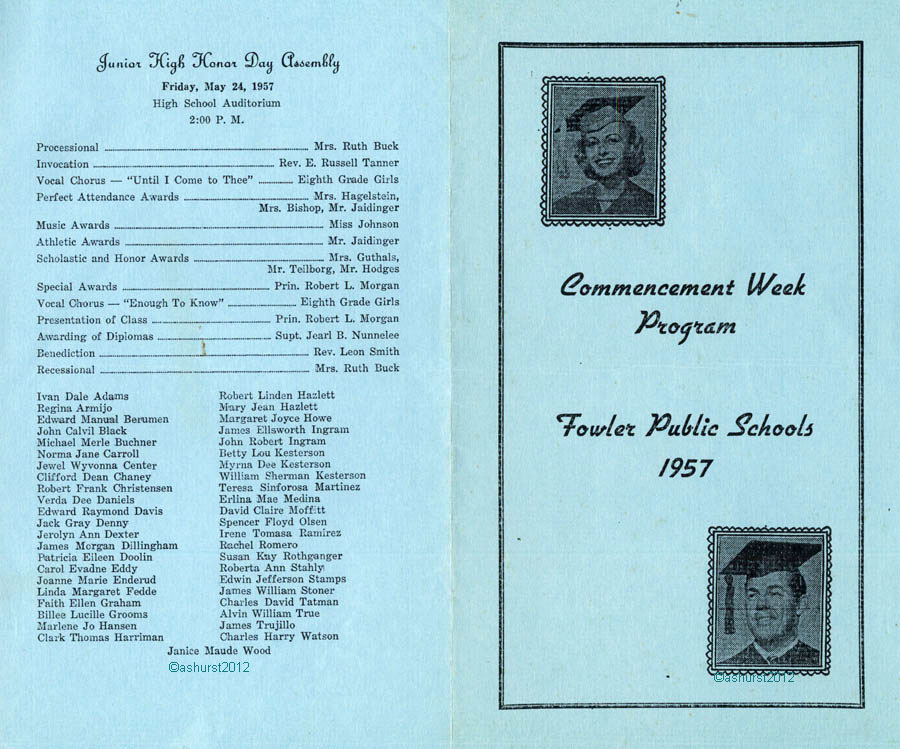 Junior High Honor Day Assembly
Friday, May 24, 1957
High School Auditorium
2:00 P. M.
Processional ........ Mrs. Ruth Buck
Invocation ........ Rev. E. Russell Tanner
Vocal Chorus — "Until I Come to Thee" ........ Eighth Grade Girls
Perfect Attendance Awards ........ Mrs. Hagelstein,
Mrs. Bishop, Mr. Jaidinger
Music Awards ........ Miss Johnson
Athletic Awards ........ Mr. Jaidinger
Scholastic and Honor Awards ........ Mrs. Guthals,
Mr. Teilborg, Mr. Hodges
Special Awards ........ Prin. Robert L. Morgan
Vocal Chorus — "Enough To Know" ........ Eighth Grade Girls
Presentation of Class ........ Prin. Robert L. Morgan
Awarding of Diplomas ........ Supt. Jearl B. Nunnelee
Benediction ........ Rev. Leon Smith
Recessional ........ Mrs. Ruth Buck
Ivan Dale Adams
Regina Armijo
Edward Manual Berumen
John Calvil Black
Michael Merle Buchner
Norma Jane Carroll
Jewel Wyvonna Center
Clifford Dean Chaney
Robert Frank Christensen
Verda Dee Daniels
Edward Raymond Davis
Jack Gray Denny
Jerolyn Ann Dexter
James Morgan Dillingham
Patricia Eileen Doolin
Carol Evadne Eddy
Joanne Marie Enderud
Linda Margaret Fedde
Faith Ellen Graham
Billee Lucille Grooms
Marlene Jo Hansen
Clark Thomas Harriman
Robert Linden Hazlett
Mary Jean Hazlett
Margaret Joyce Howe
James Ellsworth Ingram
John Robert Ingram
Betty Lou Kesterson
Myrna Dee Kesterson
William Sherman Kesterson
Teresa Sinforosa Martinez
Erlina Mae Medina
David Claire Moffitt
Spencer Floyd Olsen
Irene Tomasa Ramirez
Rachel Romero
Susan Kay Rothganger
Roberta Ann Stahly
Edwin Jefferson Stamps
James William Stoner
Charles David Tatman
Alvin William True
James Trujillo
Charles Harry Watson
Janice Maude Wood
©ashurst2012
Commencement Week
Program
Fowler Public Schools
1957
©ashurst2012